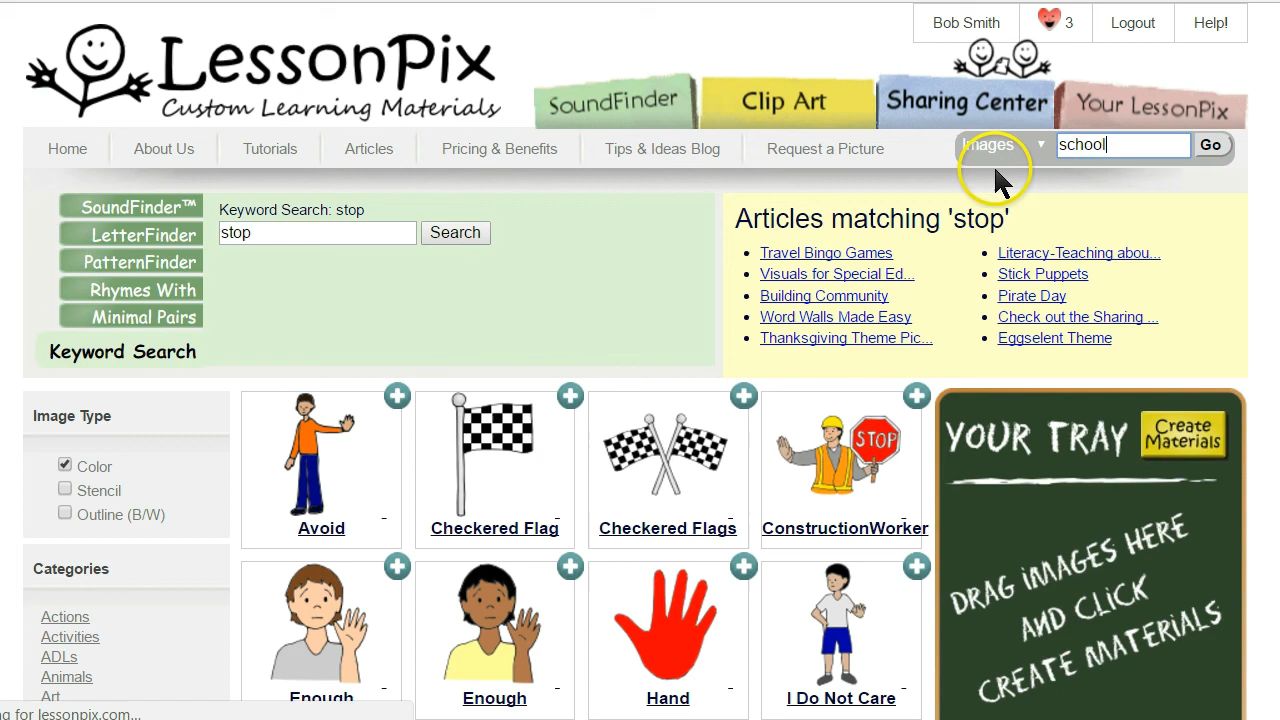 Bob Smith
3
Logout
Help!
LessonPix
Custom Learning Materials
SoundFinder
Clip Art
Sharing Center
Your LessonPix
Home
About Us
Tutorials
Articles
Pricing & Benefits
Tips & Ideas Blog
Request a Picture
Images
school
Go
SoundFinder™
LetterFinder
PatternFinder
Rhymes With
Minimal Pairs
Keyword Search
Keyword Search: stop
stop
Search
Articles matching 'stop'
Travel Bingo Games
Visuals for Special Ed...
Building Community
Word Walls Made Easy
Thanksgiving Theme Pic...
Literacy-Teaching abou...
Stick Puppets
Pirate Day
Check out the Sharing ...
Eggselent Theme
Image Type
Color
Stencil
Outline (B/W)
Categories
Actions
Activities
ADLs
Animals
Art
Avoid
Checkered Flag
Checkered Flags
STOP
ConstructionWorker
Enough
Enough
Hand
I Do Not Care
YOUR TRAY
Create
Materials
DRAG IMAGES HERE
AND CLICK
CREATE MATERIALS
g for lessonpix.com...